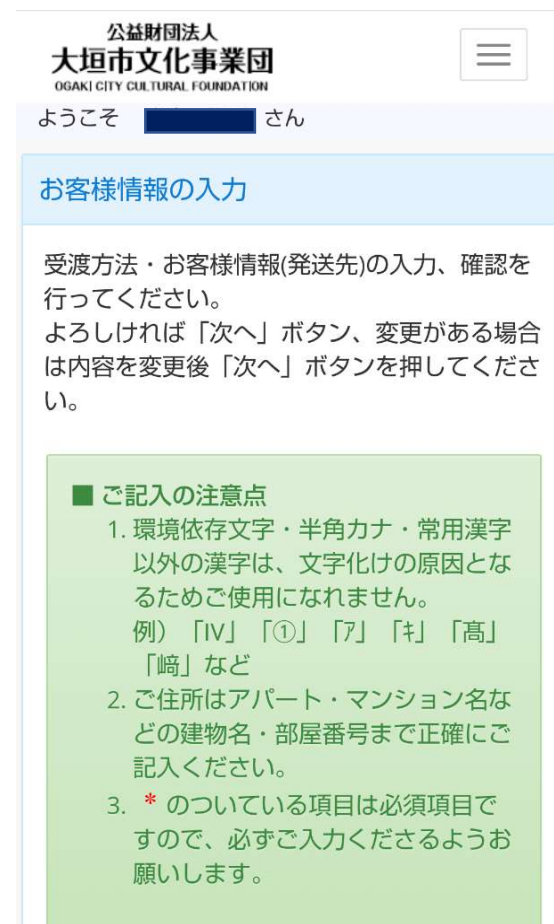 公益財団法人
大垣市文化事業団
OGAKI CITY CULTURAL FOUNDATION
ようこそ さん
お客様情報の入力
受渡方法・お客様情報(発送先)の入力、確認を
行ってください。
よろしければ「次へ」ボタン、変更がある場合
は内容を変更後「次へ」ボタンを押してくださ
い。
■ ご記入の注意点
1. 環境依存文字・半角カナ・常用漢字
以外の漢字は、文字化けの原因とな
るためご使用になれません。
例）「Ⅳ」「①」「ｱ」「ｷ」「髙」
「﨑」など
2. ご住所はアパート・マンション名な
どの建物名・部屋番号まで正確にご
記入ください。
3. * のついている項目は必須項目で
すので、必ずご入力くださるようお
願いします。